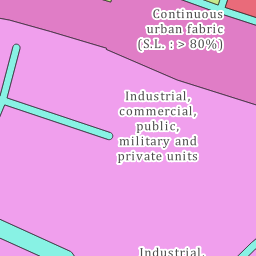 Continuous
urban fabric
(S.L. : > 80%)
Industrial,
commercial,
public,
military and
private units
Industrial,